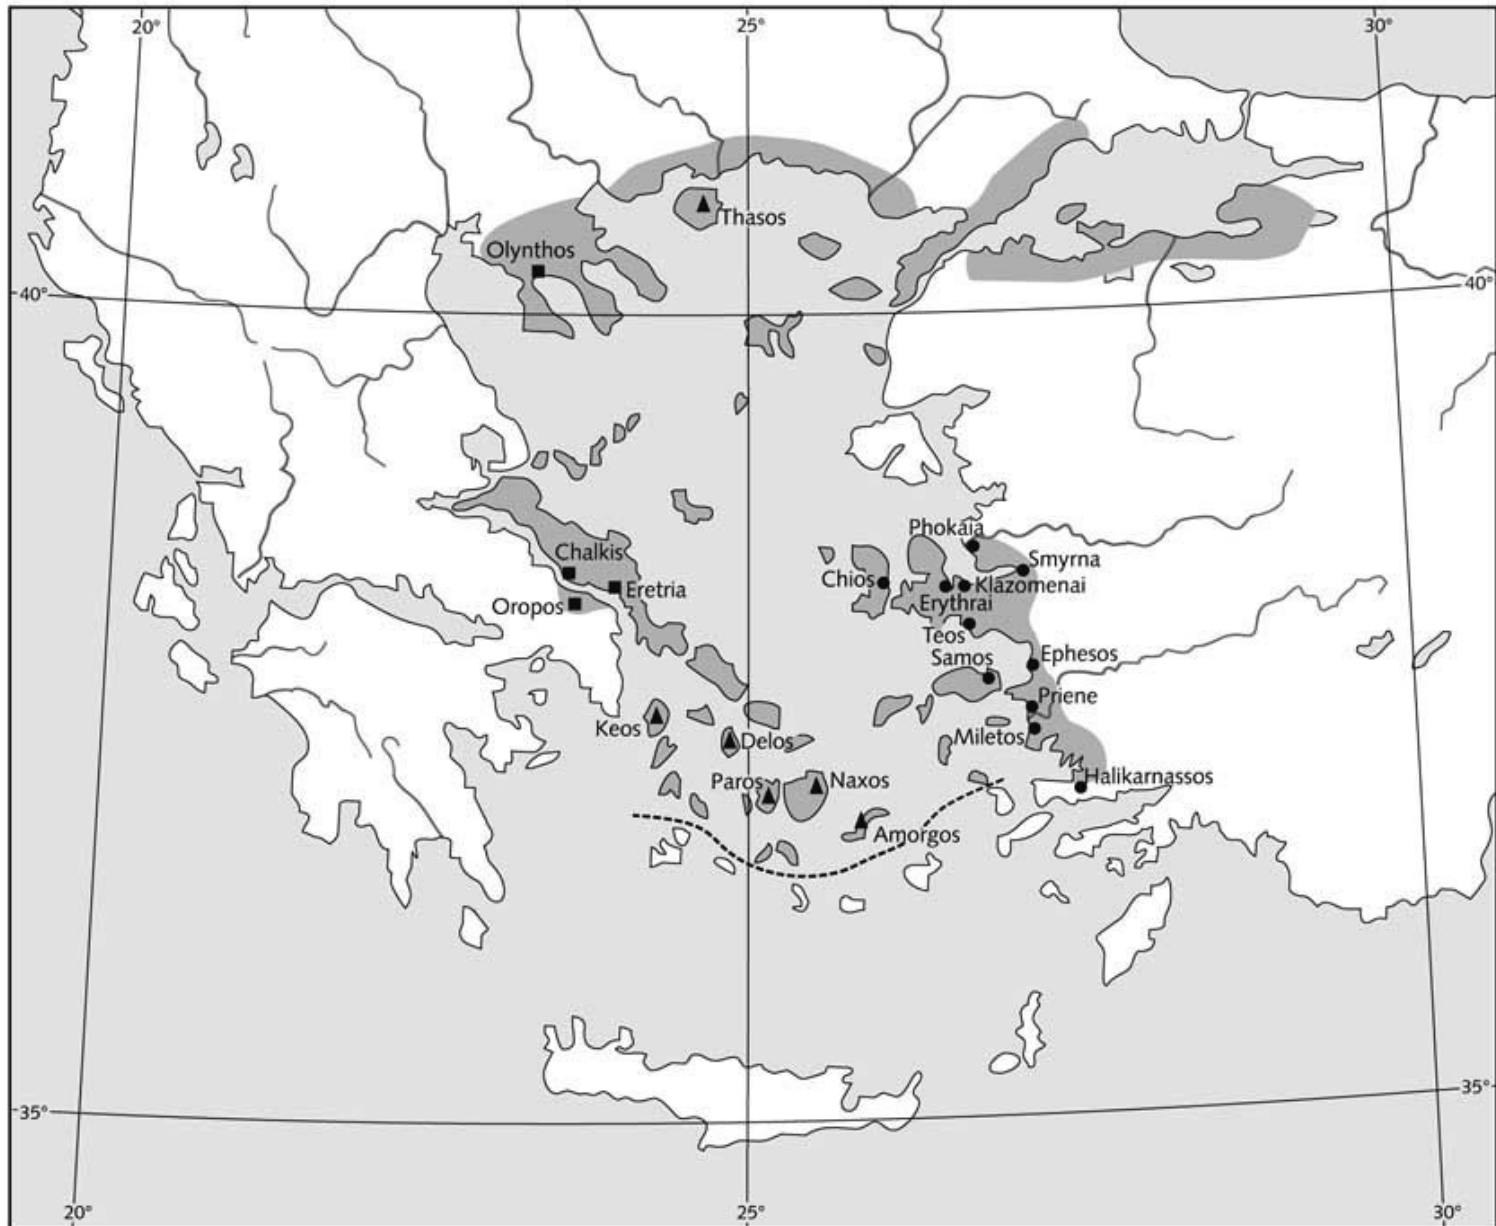 20°
25°
30°
Thasos
Olynthos
40°
40°
Phokaia
Chalkis
Smyrna
Chios
Klazomenai
Eretria
Erythrai
Oropos
Teos
Ephesos
Samos
Priene
Keos
Delos
Miletos
Halikarnassos
Paros
Naxos
Amorgos
35°
35°
20°
25°
30°